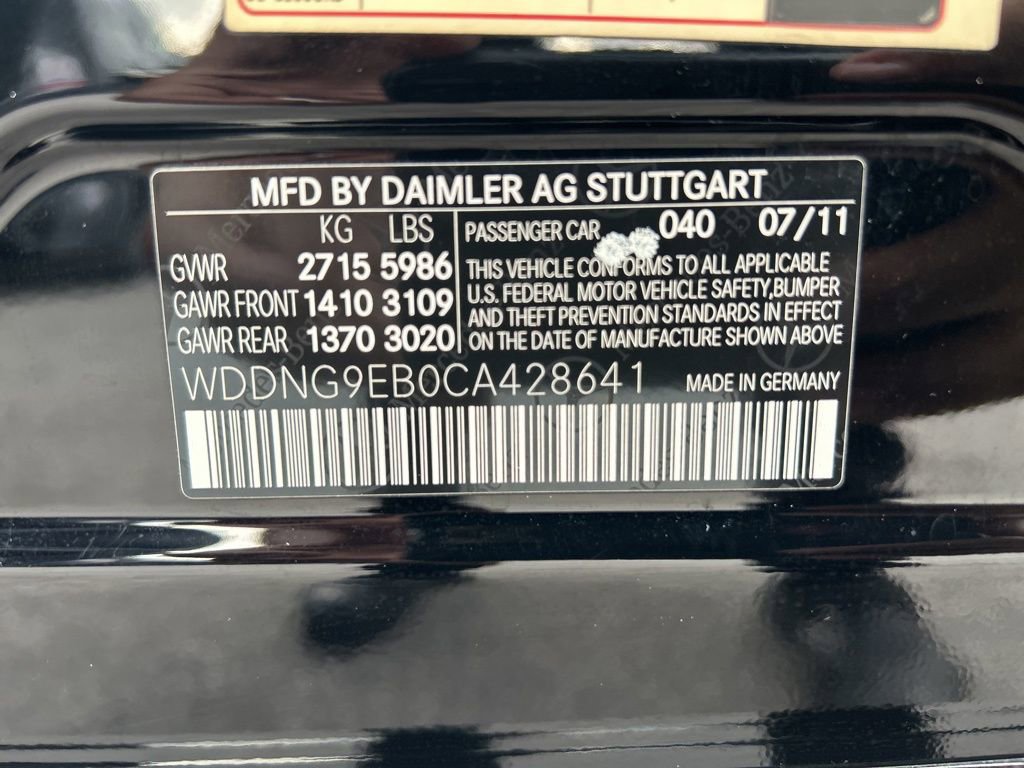 MFD BY DAIMLER AG STUTTGART
KG LBS
GVWR 2715 5986
GAWR FRONT 1410 3109
GAWR REAR 1370 3020
PASSENGER CAR 040 07/11
THIS VEHICLE CONFORMS TO ALL APPLICABLE
U.S. FEDERAL MOTOR VEHICLE SAFETY,BUMPER
AND THEFT PREVENTION STANDARDS IN EFFECT
ON THE DATE OF MANUFACTURE SHOWN ABOVE
WDDNG9EB0CA428641 MADE IN GERMANY